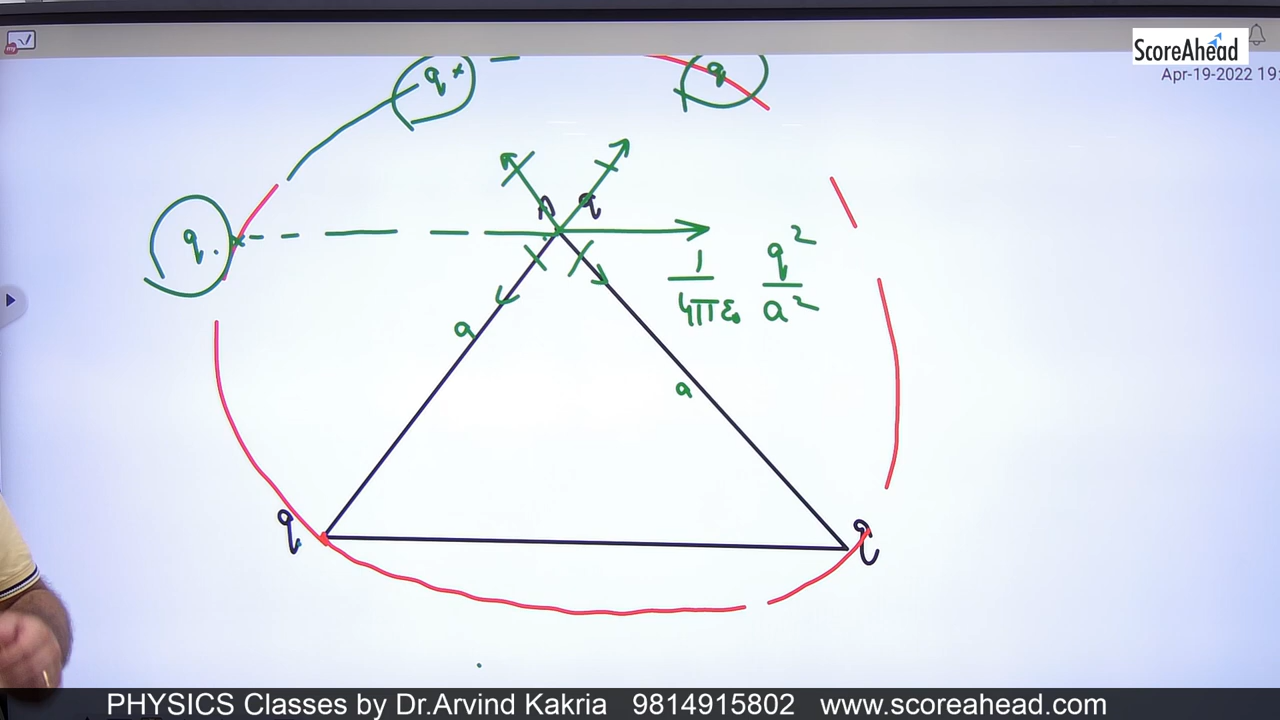 ScoreAhead
Apr-19-2022 19:
my
q
q
q
A q
1/4πε₀ q²/a²
a
a
q
q
PHYSICS Classes by Dr.Arvind Kakria 9814915802 www.scoreahead.com